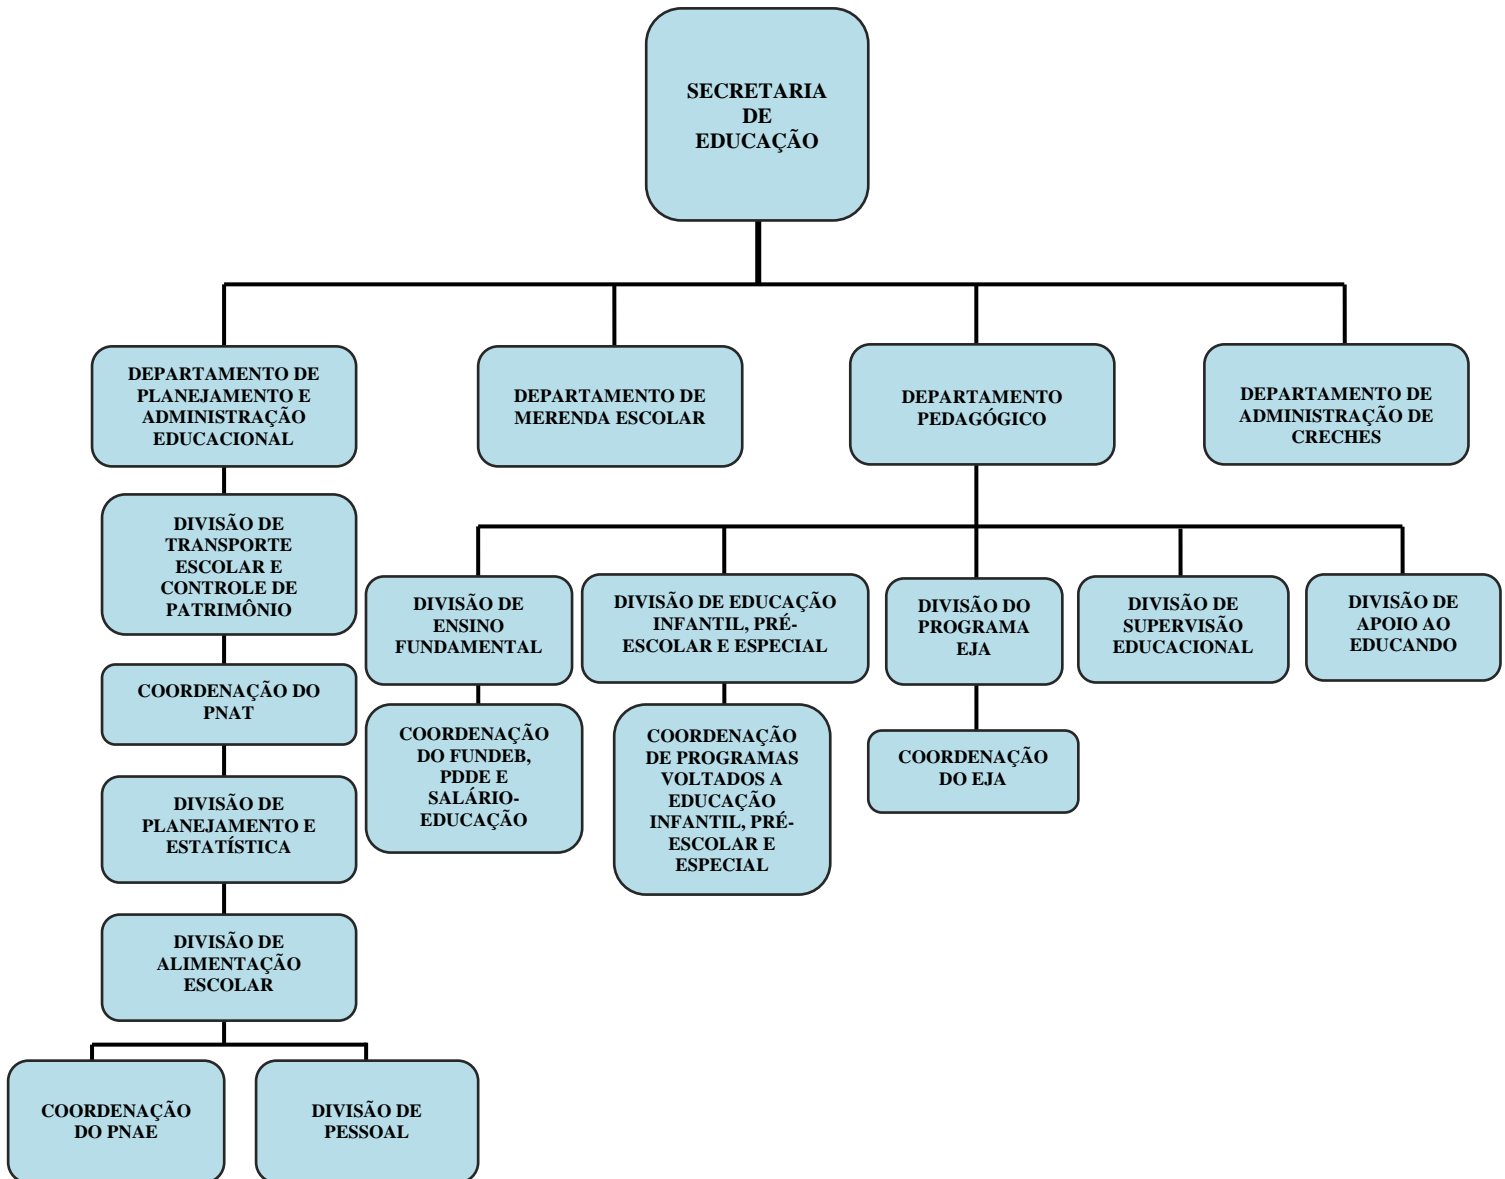 SECRETARIA
DE
EDUCAÇÃO
DEPARTAMENTO DE
PLANEJAMENTO E
ADMINISTRAÇÃO
EDUCACIONAL
DEPARTAMENTO DE
MERENDA ESCOLAR
DEPARTAMENTO
PEDAGÓGICO
DEPARTAMENTO DE
ADMINISTRAÇÃO DE
CRECHES
DIVISÃO DE
TRANSPORTE
ESCOLAR E
CONTROLE DE
PATRIMÔNIO
DIVISÃO DE
ENSINO
FUNDAMENTAL
DIVISÃO DE EDUCAÇÃO
INFANTIL, PRÉ-
ESCOLAR E ESPECIAL
DIVISÃO DO
PROGRAMA
EJA
DIVISÃO DE
SUPERVISÃO
EDUCACIONAL
DIVISÃO DE
APOIO AO
EDUCANDO
COORDENAÇÃO DO
PNAT
COORDENAÇÃO
DO FUNDEB,
PDDE E
SALÁRIO-
EDUCAÇÃO
COORDENAÇÃO
DE PROGRAMAS
VOLTADOS A
EDUCAÇÃO
INFANTIL, PRÉ-
ESCOLAR E
ESPECIAL
COORDENAÇÃO
DO EJA
DIVISÃO DE
PLANEJAMENTO E
ESTATÍSTICA
DIVISÃO DE
ALIMENTAÇÃO
ESCOLAR
COORDENAÇÃO
DO PNAE
DIVISÃO DE
PESSOAL